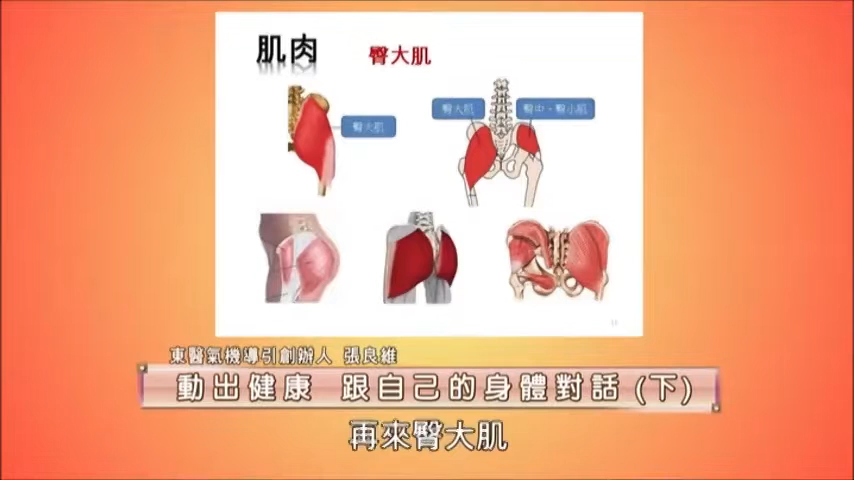 肌肉
臀大肌
臀大肌
臀大肌
臀中、臀小肌
東醫氣機導引創辦人 張良維
動出健康 跟自己的身體對話(下)
再來臀大肌